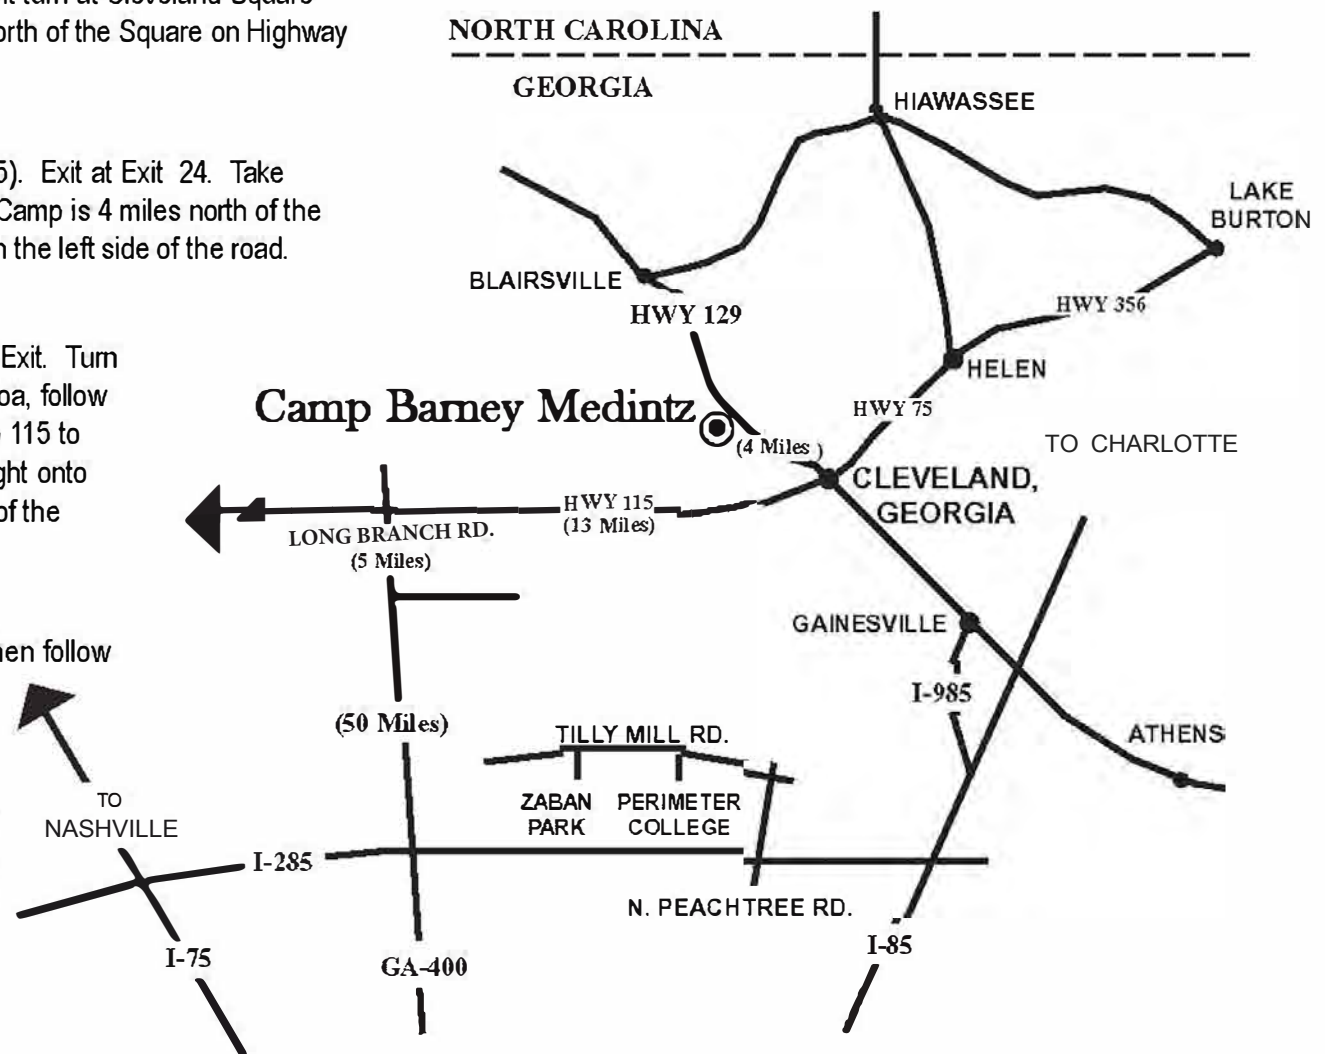 t turn at Cleveland Square
orth of the Square on Highway
5). Exit at Exit 24. Take
Camp is 4 miles north of the
n the left side of the road.
Exit. Turn
oa, follow
115 to
ght onto
of the
hen follow
NORTH CAROLINA
GEORGIA
HIAWASSEE
LAKE
BURTON
BLAIRSVILLE
HWY 129
HWY 356
HELEN
Camp Barney Medintz
HWY 75
(4 Miles )
TO CHARLOTTE
CLEVELAND,
GEORGIA
HWY 115
(13 Miles)
LONG BRANCH RD.
(5 Miles)
GAINESVILLE
I-985
(50 Miles)
TILLY MILL RD.
ATHENS
ZABAN
PARK
PERIMETER
COLLEGE
TO
NASHVILLE
I-285
N. PEACHTREE RD.
I-75
GA-400
I-85